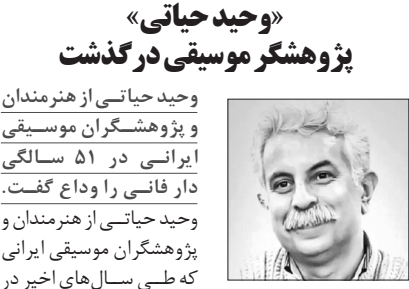 «وحید حیاتی»
پژوهشگر موسیقی درگذشت
وحید حیاتی از هنرمندان
و پژوهشگران موسیقی
ایرانی در ۵۱ سالگی
دار فانی را وداع گفت.
وحید حیاتی از هنرمندان و
پژوهشگران موسیقی ایرانی
که طی سال‌های اخیر در